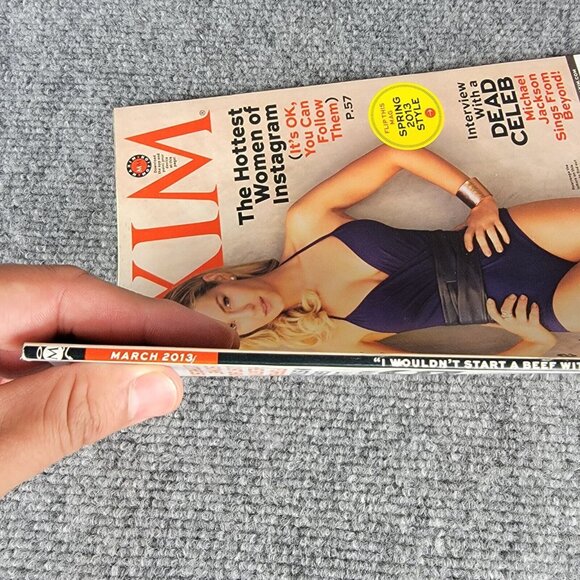 XIM®
The Hottest
Women of
Instagram
(It's OK,
You Can
Follow
Them)
P.57
FLIP THIS
MAG
SPRING
2013
STYLE
Interview
With a
DEAD
CELEB
Michael
Jackson
Sings From
Beyond!
MARCH 2013/
"I WOULDN'T START A BEEF WIT